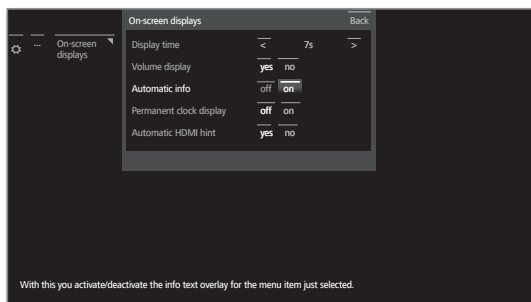 On-screen displays Back
... On-screen displays
Display time < 7s >
Volume display yes no
Automatic info off on
Permanent clock display off on
Automatic HDMI hint yes no
With this you activate/deactivate the info text overlay for the menu item just selected.